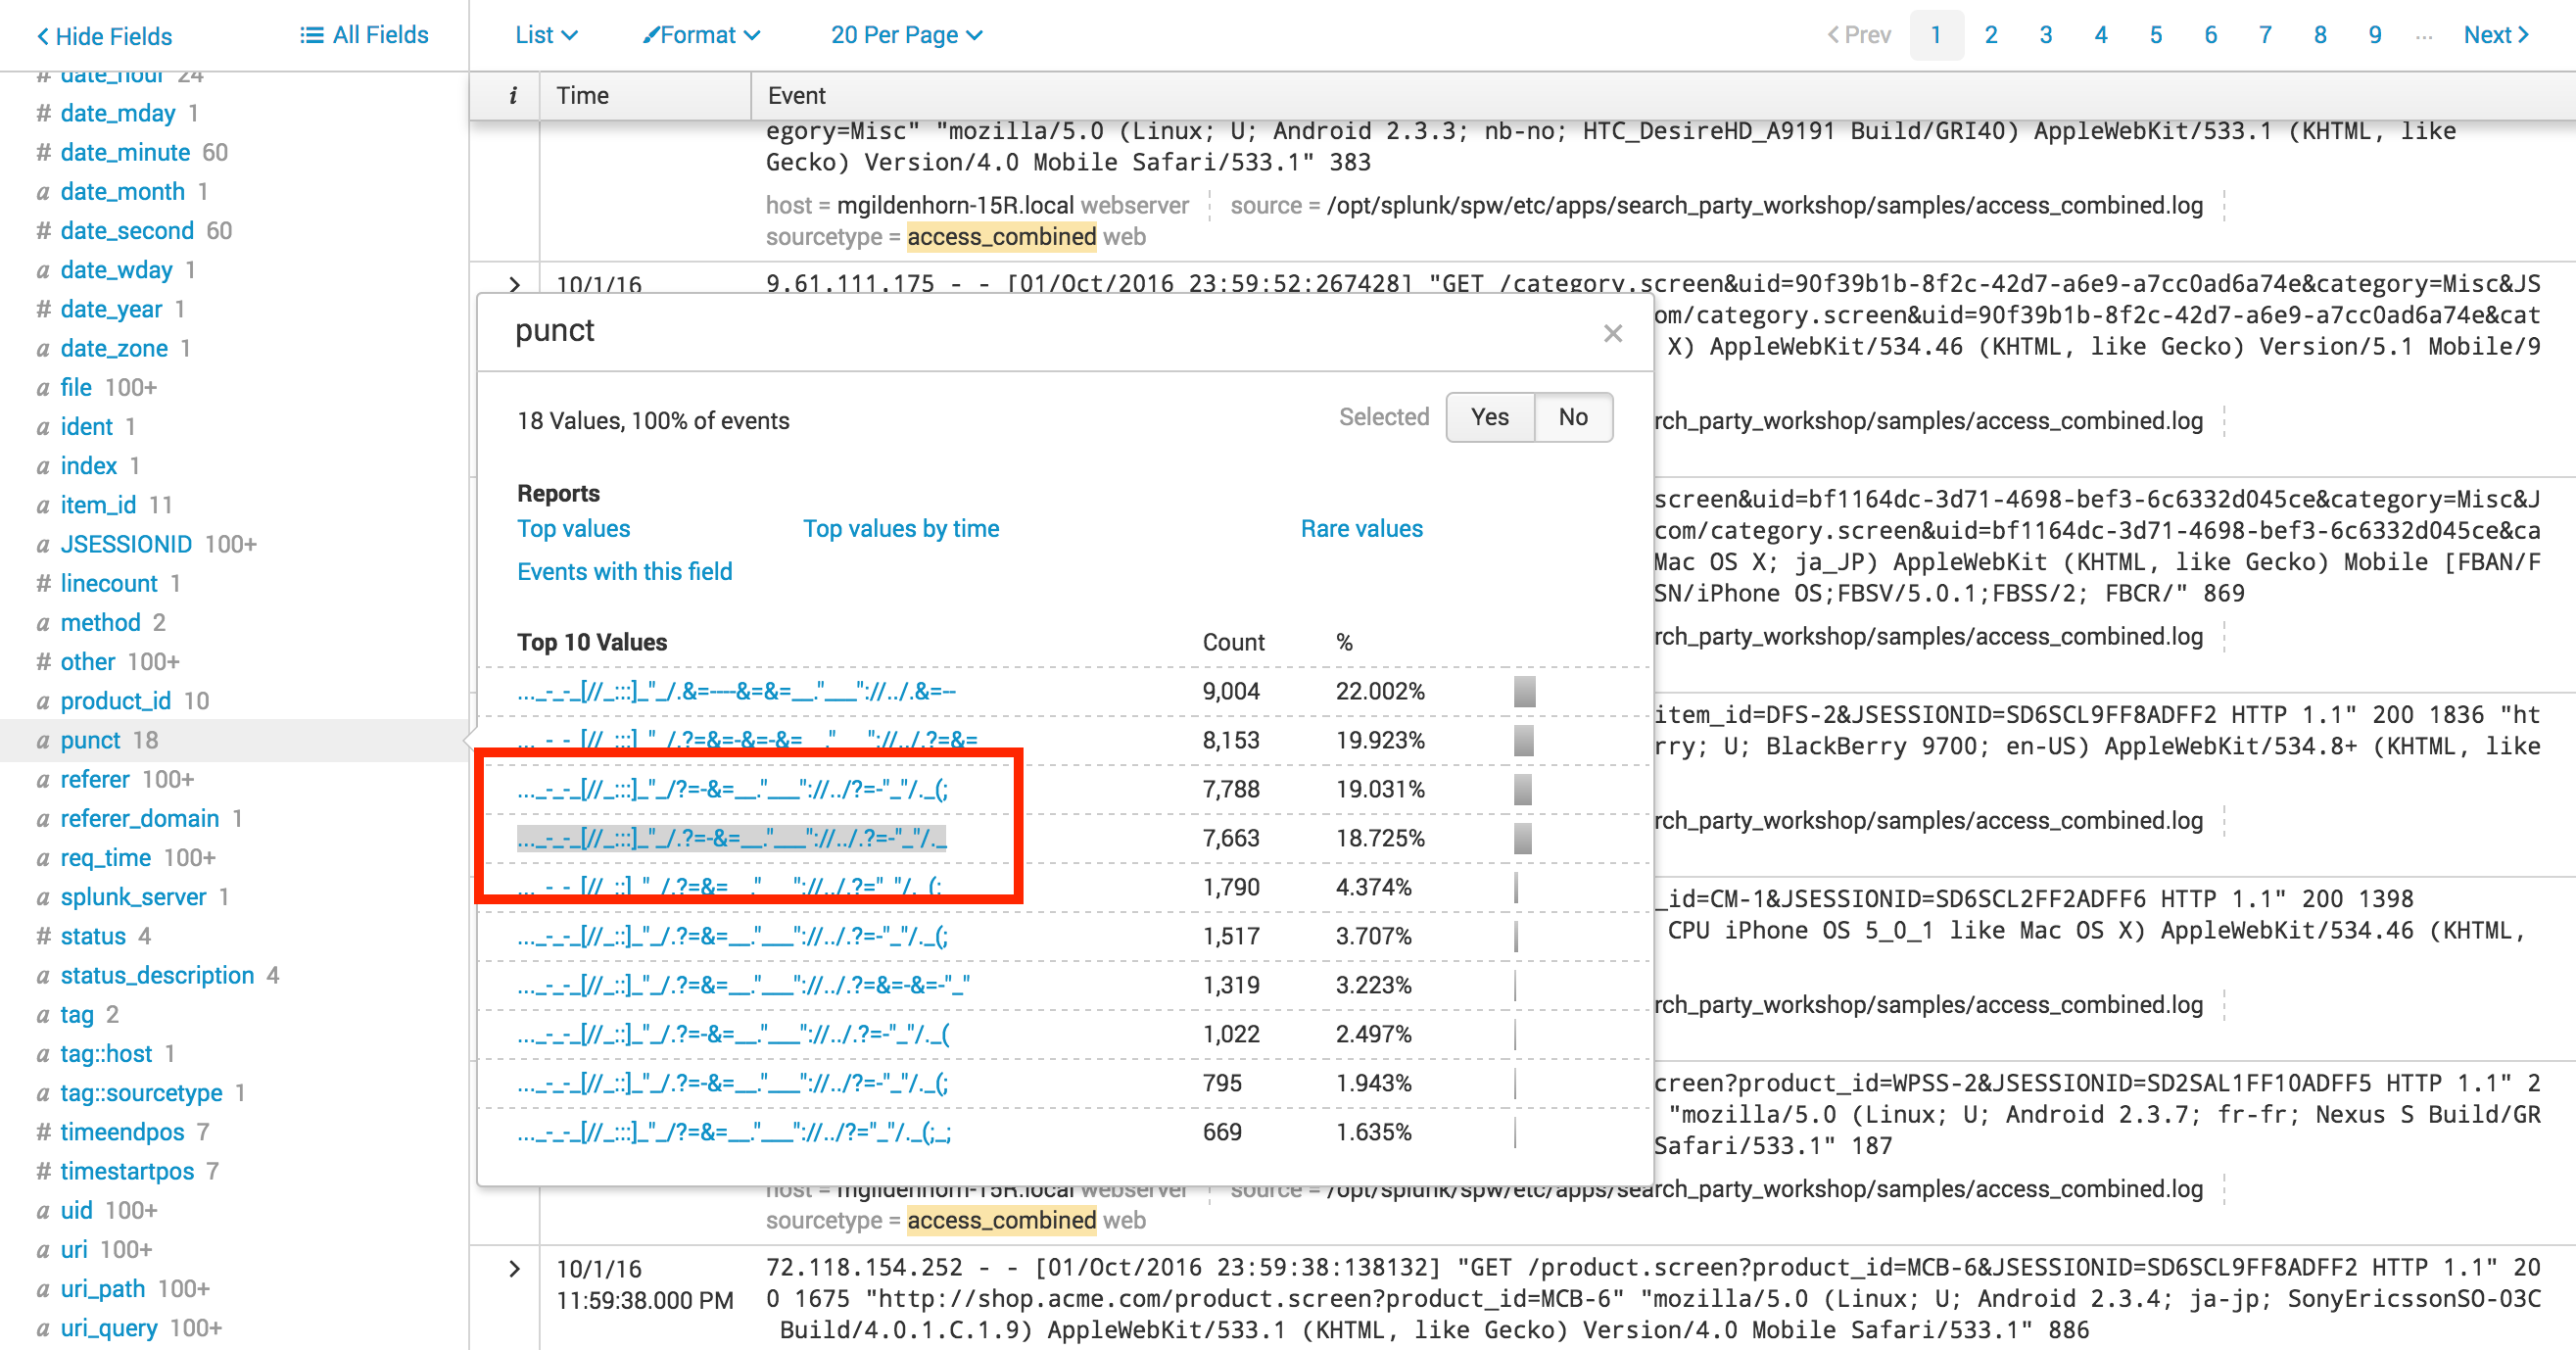 Hide Fields
All Fields
date_hour 24
# date_mday 1
# date_minute 60
a date_month 1
# date_second 60
a date_wday 1
# date_year 1
a date_zone 1
a file 100+
a ident 1
a index 1
a item_id 11
a JSESSIONID 100+
# linecount 1
a method 2
# other 100+
a product_id 10
a punct 18
a referer 100+
a referer_domain 1
a req_time 100+
a splunk_server 1
# status 4
a status_description 4
a tag 2
a tag::host 1
a tag::sourcetype 1
# timeendpos 7
# timestartpos 7
a uid 100+
a uri 100+
a uri_path 100+
a uri_query 100+
List Format 20 Per Page
Prev 1 2 3 4 5 6 7 8 9 ... Next
i Time Event
egory=Misc" "mozilla/5.0 (Linux; U; Android 2.3.3; nb-no; HTC_DesireHD_A9191 Build/GRI40) AppleWebKit/533.1 (KHTML, like
Gecko) Version/4.0 Mobile Safari/533.1" 383
host = mgildenhorn-15R.local webserver source = /opt/splunk/spw/etc/apps/search_party_workshop/samples/access_combined.log
sourcetype = access_combined web
10/1/16 9.61.111.175 - - [01/Oct/2016 23:59:52:267428] "GET /category.screen&uid=90f39b1b-8f2c-42d7-a6e9-a7cc0ad6a74e&category=Misc&JS
om/category.screen&uid=90f39b1b-8f2c-42d7-a6e9-a7cc0ad6a74e&cat
X) AppleWebKit/534.46 (KHTML, like Gecko) Version/5.1 Mobile/9
rch_party_workshop/samples/access_combined.log
screen&uid=bf1164dc-3d71-4698-bef3-6c6332d045ce&category=Misc&J
com/category.screen&uid=bf1164dc-3d71-4698-bef3-6c6332d045ce&ca
Mac OS X; ja_JP) AppleWebKit (KHTML, like Gecko) Mobile [FBAN/F
SN/iPhone OS;FBSV/5.0.1;FBSS/2; FBCR/" 869
rch_party_workshop/samples/access_combined.log
item_id=DFS-2&JSESSIONID=SD6SCL9FF8ADFF2 HTTP 1.1" 200 1836 "ht
rry; U; BlackBerry 9700; en-US) AppleWebKit/534.8+ (KHTML, like
rch_party_workshop/samples/access_combined.log
_id=CM-1&JSESSIONID=SD6SCL2FF2ADFF6 HTTP 1.1" 200 1398
CPU iPhone OS 5_0_1 like Mac OS X) AppleWebKit/534.46 (KHTML,
rch_party_workshop/samples/access_combined.log
creen?product_id=WPSS-2&JSESSIONID=SD2SAL1FF10ADFF5 HTTP 1.1" 2
"mozilla/5.0 (Linux; U; Android 2.3.7; fr-fr; Nexus S Build/GR
Safari/533.1" 187
punct
18 Values, 100% of events
Selected Yes No
Reports
Top values Top values by time Rare values
Events with this field
Top 10 Values Count %
..._-_-_[//_:::]_"_/.&=----&=&=__."___"://../.&=-- 9,004 22.002%
..._-_-_[//_:::]_"_/.?=&=-&=-&=__."___"://../.?=&= 8,153 19.923%
..._-_-_[//_:::]_"_/?=-&=__."___"://../?=-"_"/._(; 7,788 19.031%
..._-_-_[//_:::]_"_/.?=-&=__."___"://../.?=-"_"/._ 7,663 18.725%
..._-_-_[//_::]_"_/.?=&=__."___"://../.?="_"/._(; 1,790 4.374%
..._-_-_[//_::]_"_/.?=&=__."___"://../.?=-"_"/._(; 1,517 3.707%
..._-_-_[//_::]_"_/.?=&=__."___"://../.?=&=-&=-"_" 1,319 3.223%
..._-_-_[//_::]_"_/.?=-&=__."___"://../.?=-"_"/._( 1,022 2.497%
..._-_-_[//_::]_"_/.?=-&=__."___"://../?=-"_"/._(; 795 1.943%
..._-_-_[//_:::]_"_/?=&=__."___"://../?="_"/._(;_; 669 1.635%
host = mgildenhorn-15R.local webserver source = /opt/splunk/spw/etc/apps/search_party_workshop/samples/access_combined.log
sourcetype = access_combined web
10/1/16
11:59:38.000 PM
72.118.154.252 - - [01/Oct/2016 23:59:38:138132] "GET /product.screen?product_id=MCB-6&JSESSIONID=SD6SCL9FF8ADFF2 HTTP 1.1" 20
0 1675 "http://shop.acme.com/product.screen?product_id=MCB-6" "mozilla/5.0 (Linux; U; Android 2.3.4; ja-jp; SonyEricssonSO-03C
Build/4.0.1.C.1.9) AppleWebKit/533.1 (KHTML, like Gecko) Version/4.0 Mobile Safari/533.1" 886